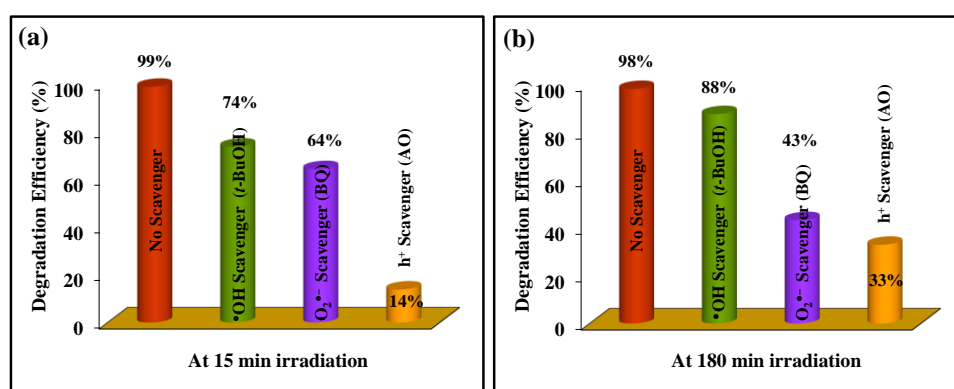 (a)
Degradation Efficiency (%)
100
80
60
40
20
0
99%
No Scavenger
74%
•OH Scavenger (t-BuOH)
64%
O₂•− Scavenger (BQ)
h⁺ Scavenger (AO)
14%
At 15 min irradiation
(b)
Degradation Efficiency (%)
100
80
60
40
20
0
98%
No Scavenger
88%
•OH Scavenger (t-BuOH)
43%
O₂•− Scavenger (BQ)
h⁺ Scavenger (AO)
33%
At 180 min irradiation